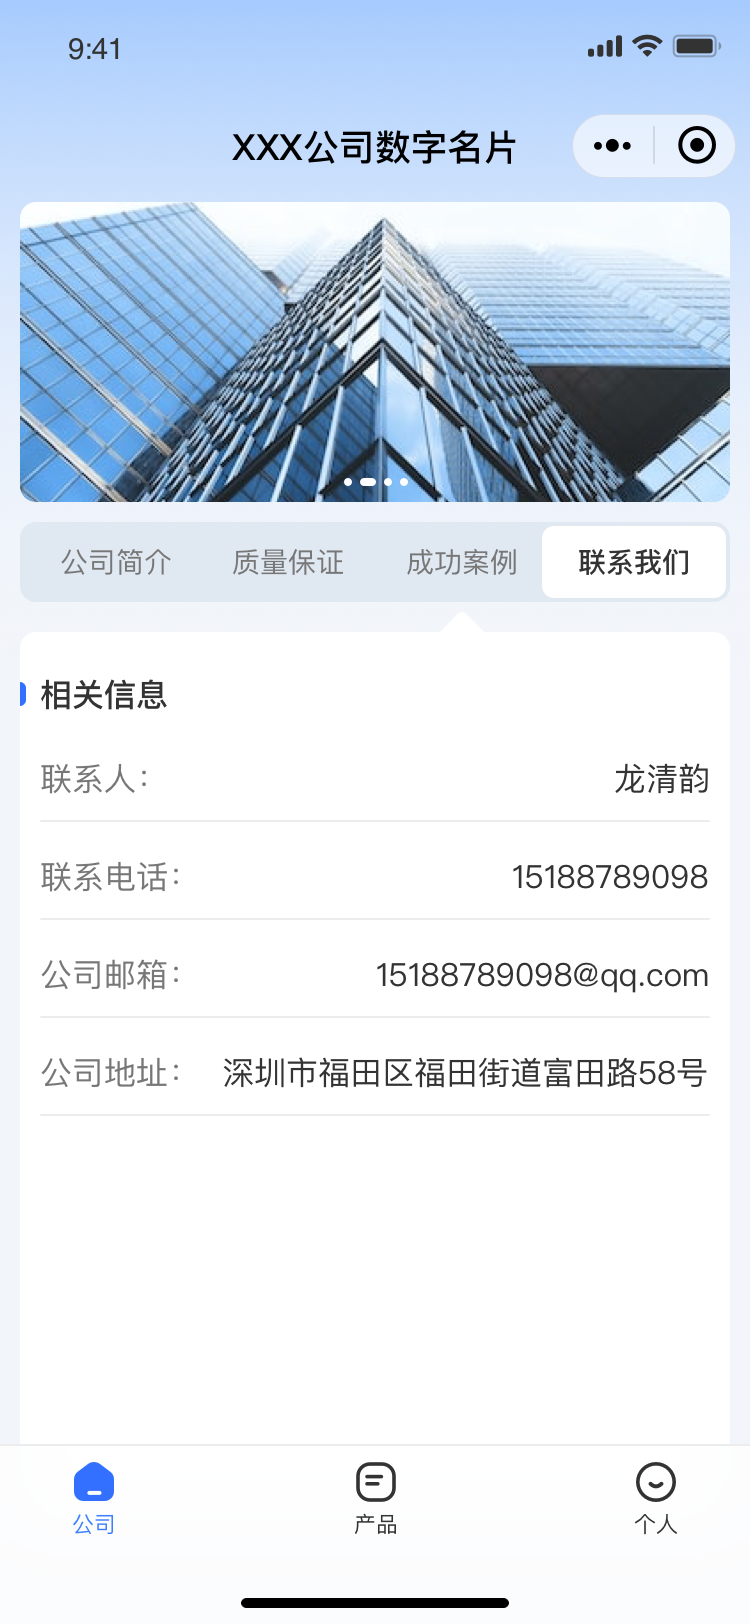 9:41
XXX公司数字名片
公司简介 质量保证 成功案例 联系我们
相关信息
联系人: 龙清韵
联系电话: 15188789098
公司邮箱: 15188789098@qq.com
公司地址: 深圳市福田区福田街道富田路58号
公司 产品 个人